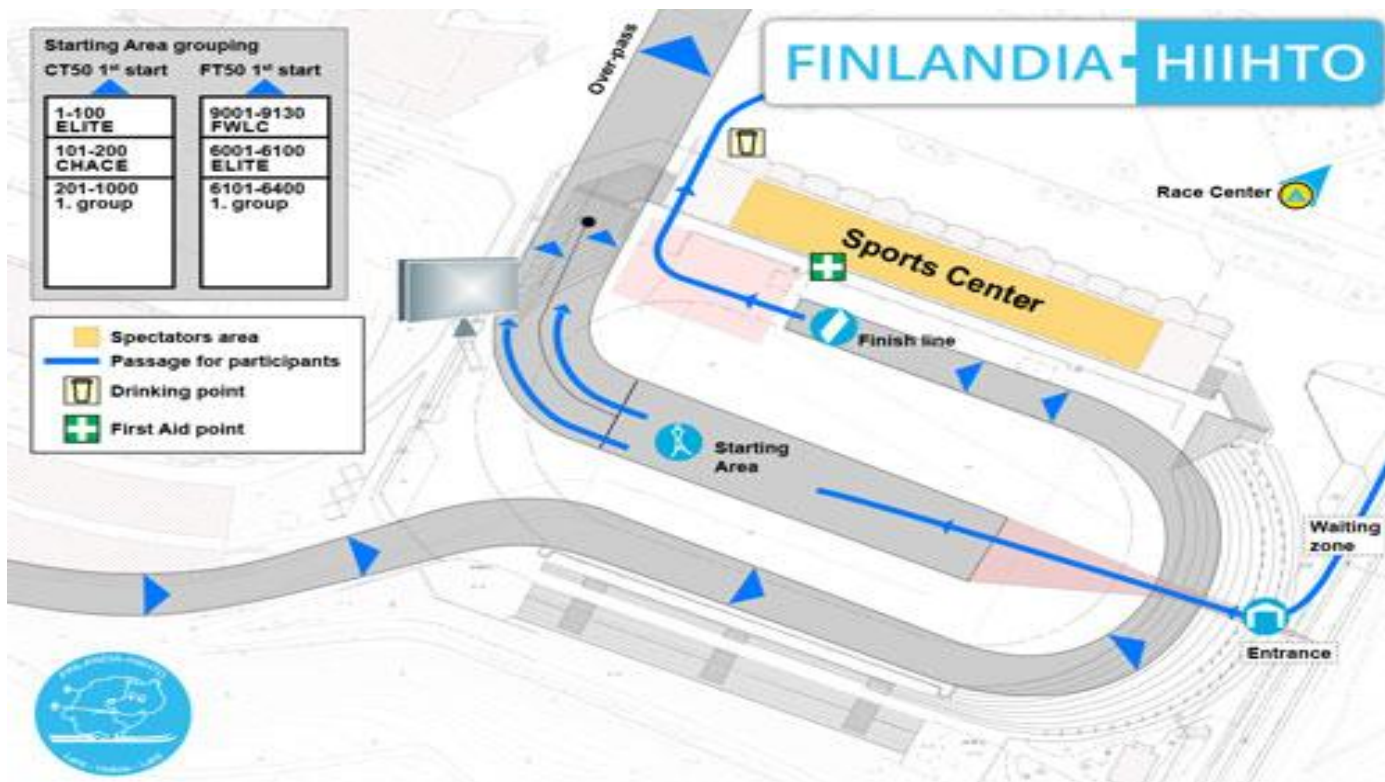 Starting Area grouping
CT50 1st start
FT50 1st start
1-100
ELITE
101-200
CHACE
201-1000
1. group
9001-9130
FWLC
6001-6100
ELITE
6101-6400
1. group
Spectators area
Passage for participants
Drinking point
First Aid point
Over-pass
FINLANDIA-HIIHTO
Race Center
Sports Center
Finish line
Starting
Area
Waiting
zone
Entrance
FINLANDIA-HIIHTO